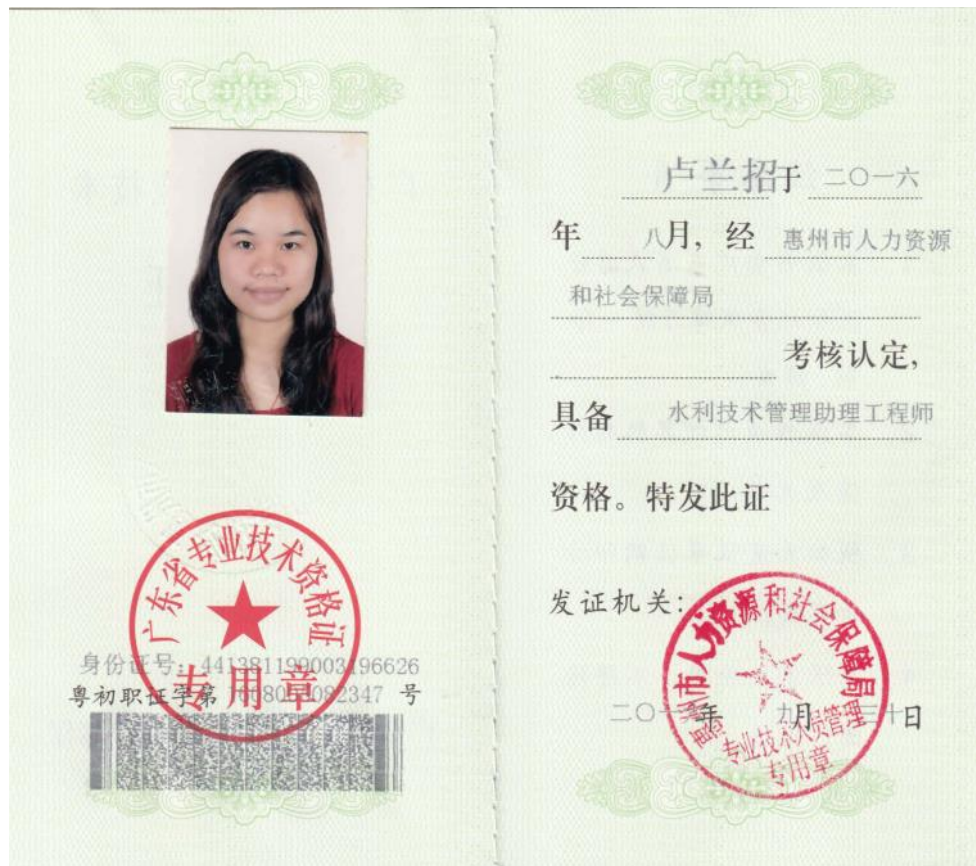 广东省专业技术资格证
专用章
身份证号：441381199003196626
粤初职证字第 号
卢兰招于 二〇一六
年 八月，经 惠州市人力资源
和社会保障局
考核认定，
具备 水利技术管理助理工程师
资格。特发此证
发证机关：
惠州市人力资源和社会保障局
专业技术人员管理
专用章
二〇 年 九月 三十日